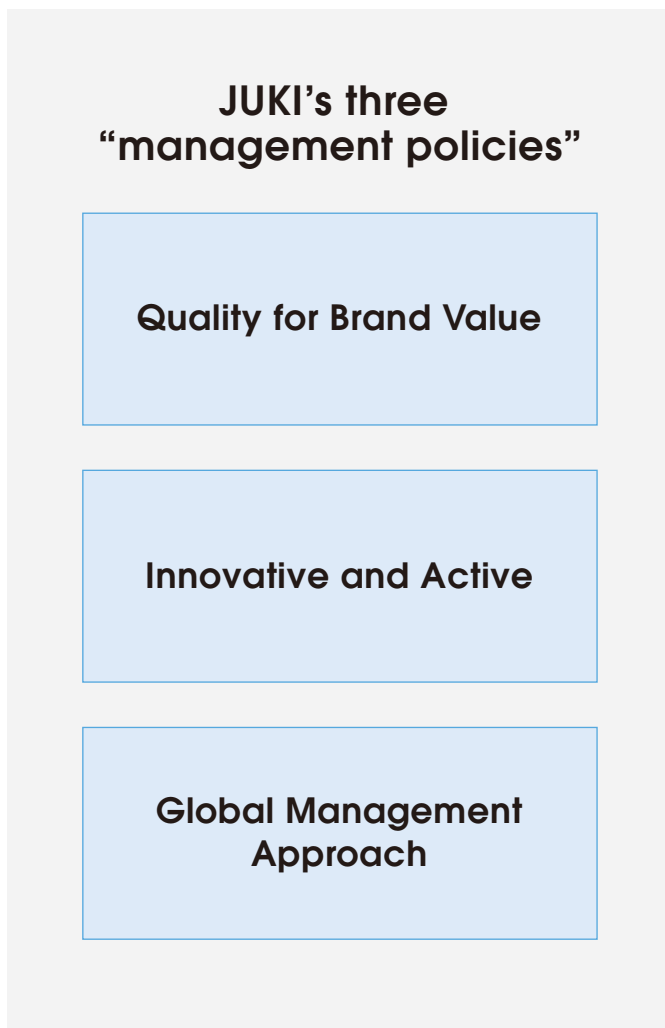 JUKI’s three
“management policies”
Quality for Brand Value
Innovative and Active
Global Management
Approach